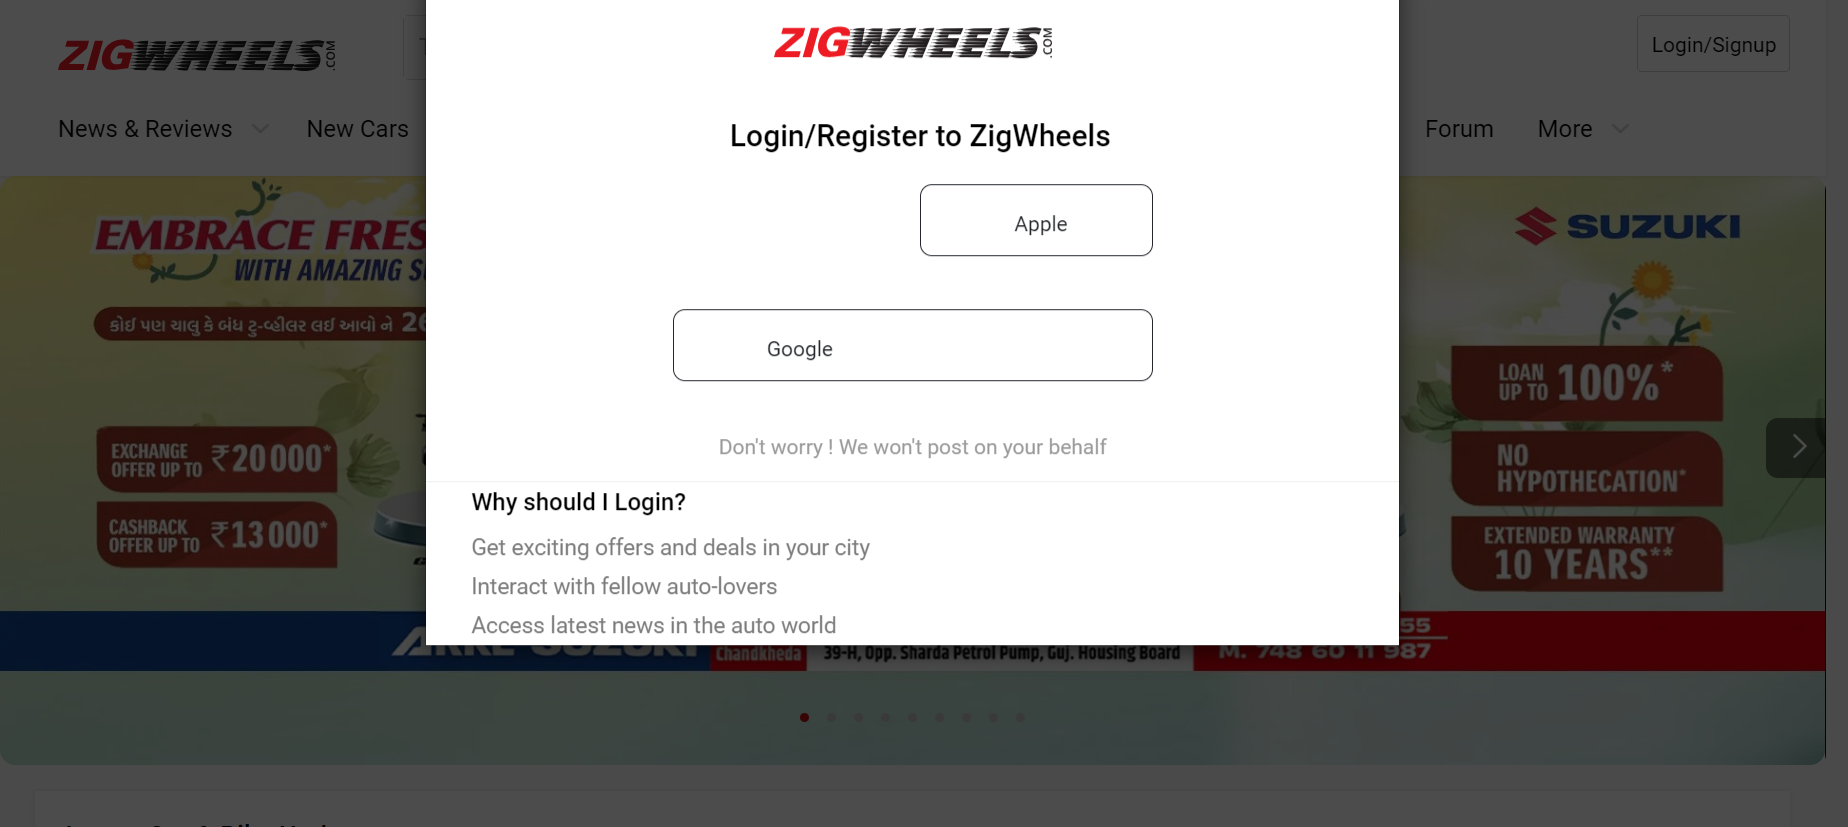 ZIGWHEELS.COM
Login/Signup
News & Reviews
New Cars
Forum
More
ZIGWHEELS.COM
Login/Register to ZigWheels
Apple
Google
Don't worry ! We won't post on your behalf
Why should I Login?
Get exciting offers and deals in your city
Interact with fellow auto-lovers
Access latest news in the auto world
EMBRACE
WITH AMAZING
કોઈ પણ ચાલુ કે બંધ ટુ-વ્હીલર લઈ આવો ને
EXCHANGE
OFFER UP TO ₹20000*
CASHBACK
OFFER UP TO ₹13000*
SUZUKI
LOAN
UP TO 100%*
NO
HYPOTHECATION*
EXTENDED WARRANTY
10 YEARS**
SUZUKI
Chandkheda
39-H, Opp. Sharda Petrol Pump, Guj. Housing Board
55
M. 748 60 11 987